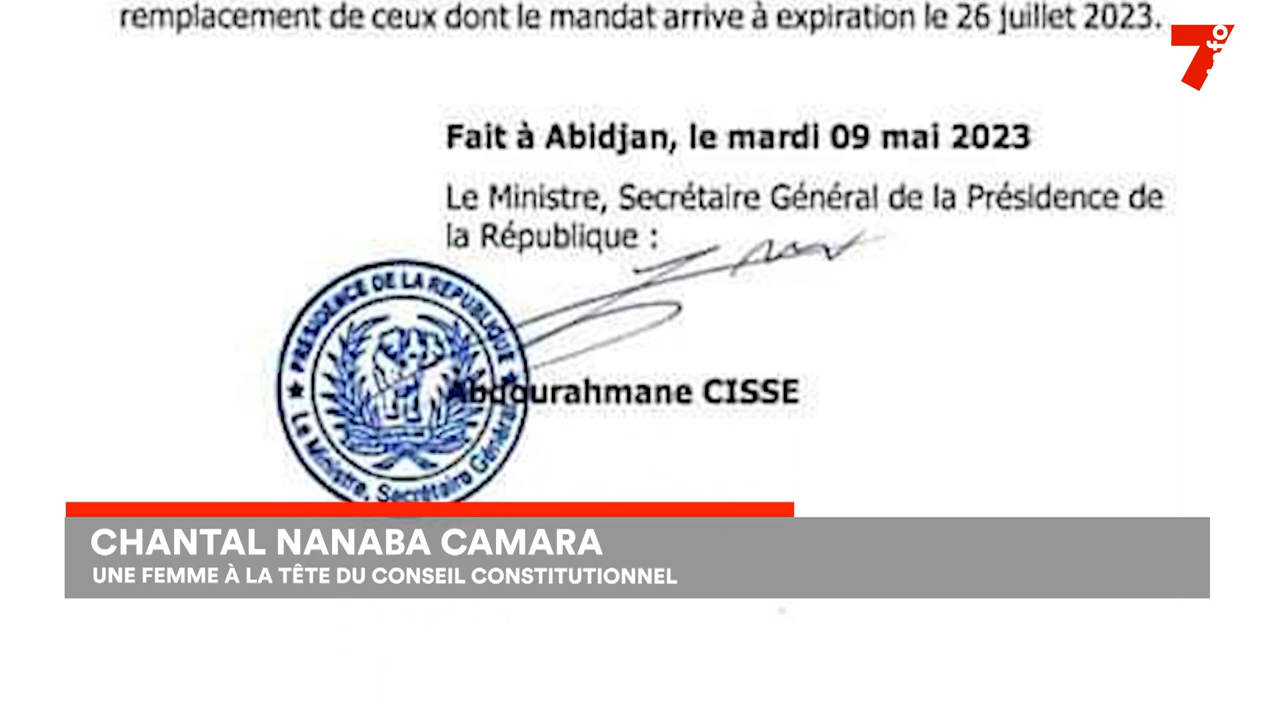 remplacement de ceux dont le mandat arrive à expiration le 26 juillet 2023.
7
fo
Fait à Abidjan, le mardi 09 mai 2023
Le Ministre, Secrétaire Général de la Présidence de
la République :
PRESIDENCE DE LA REPUBLIQUE
Le Ministre, Secrétaire Général
Abdourahmane CISSE
CHANTAL NANABA CAMARA
UNE FEMME À LA TÊTE DU CONSEIL CONSTITUTIONNEL